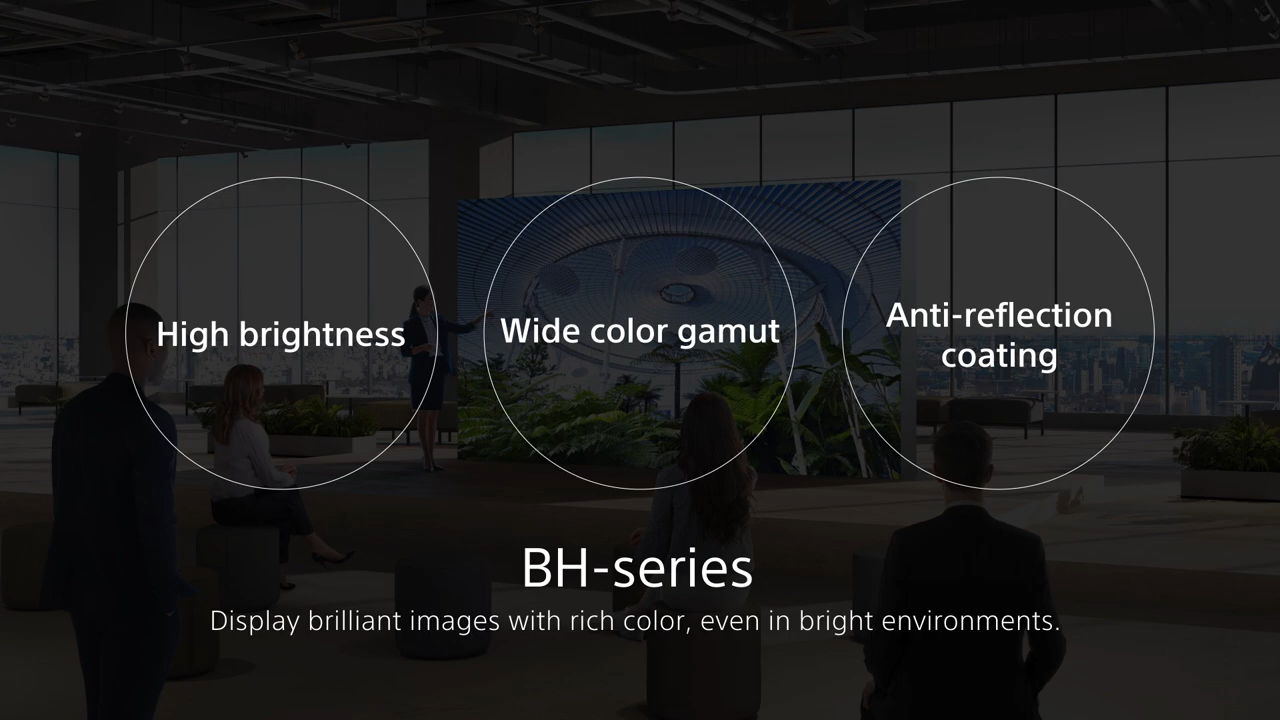 High brightness
Wide color gamut
Anti-reflection
coating
BH-series
Display brilliant images with rich color, even in bright environments.